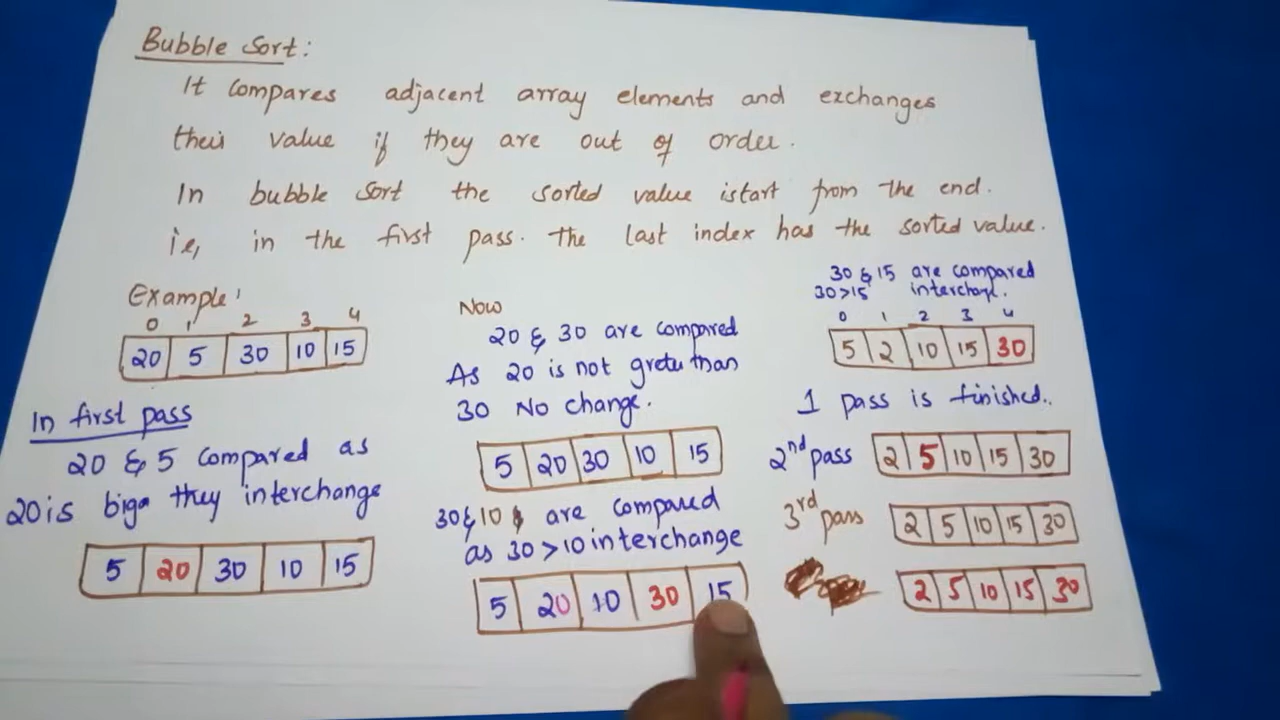 Bubble Sort:
It compares adjacent array elements and exchanges
their value if they are out of order.
In bubble sort the sorted value istart from the end.
i.e, in the first pass. The last index has the sorted value.
Example:
0 1 2 3 4
20 5 30 10 15
In first pass
20 & 5 compared as
20 is biger they interchange
5 20 30 10 15
Now
20 & 30 are compared
As 20 is not greter than
30 No change.
5 20 30 10 15
30 & 10 are compared
as 30 > 10 interchange
5 20 10 30 15
30 & 15 are compared
30>15 interchange.
0 1 2 3 4
5 2 10 15 30
1 pass is finished..
2nd pass 2 5 10 15 30
3rd pass 2 5 10 15 30
2 5 10 15 30